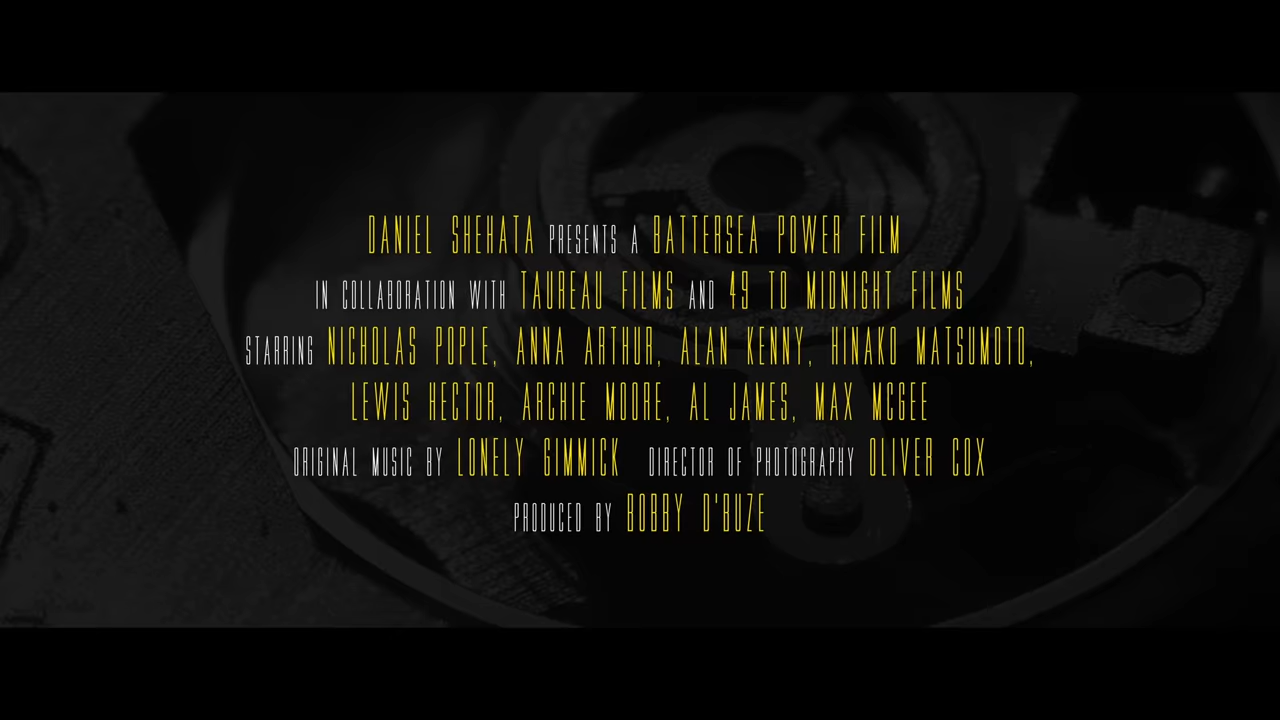 DANIEL SHEHATA PRESENTS A BATTERSEA POWER FILM
IN COLLABORATION WITH TAUREAU FILMS AND 49 TO MIDNIGHT FILMS
STARRING NICHOLAS POPLE, ANNA ARTHUR, ALAN KENNY, HINAKO MATSUMOTO,
LEWIS HECTOR, ARCHIE MOORE, AL JAMES, MAX MCGEE
ORIGINAL MUSIC BY LONELY GIMMICK DIRECTOR OF PHOTOGRAPHY OLIVER COX
PRODUCED BY BOBBY D'BUZE